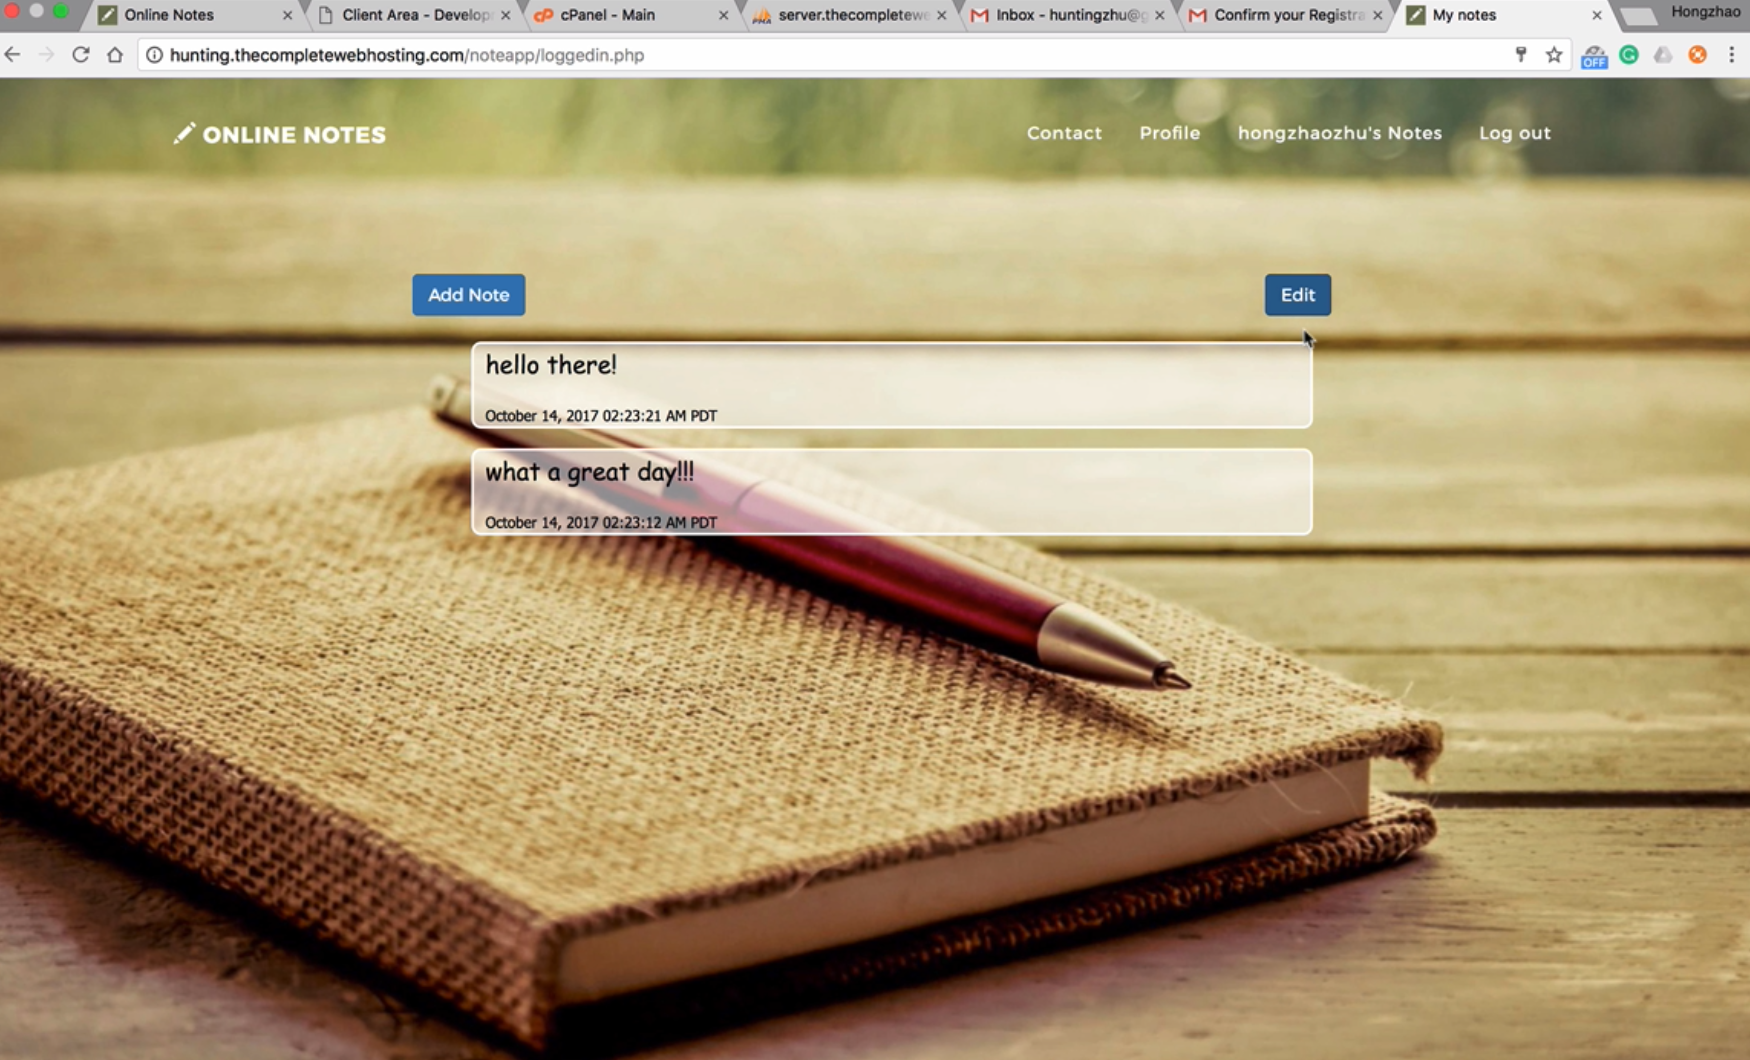 Online Notes
Client Area - Develop
cPanel - Main
server.thecompletewe
Inbox - huntingzhu@g
Confirm your Registra
My notes
Hongzhao
hunting.thecompletewebhosting.com/noteapp/loggedin.php
OFF
ONLINE NOTES
Contact
Profile
hongzhaozhu's Notes
Log out
Add Note
Edit
hello there!
October 14, 2017 02:23:21 AM PDT
what a great day!!!
October 14, 2017 02:23:12 AM PDT